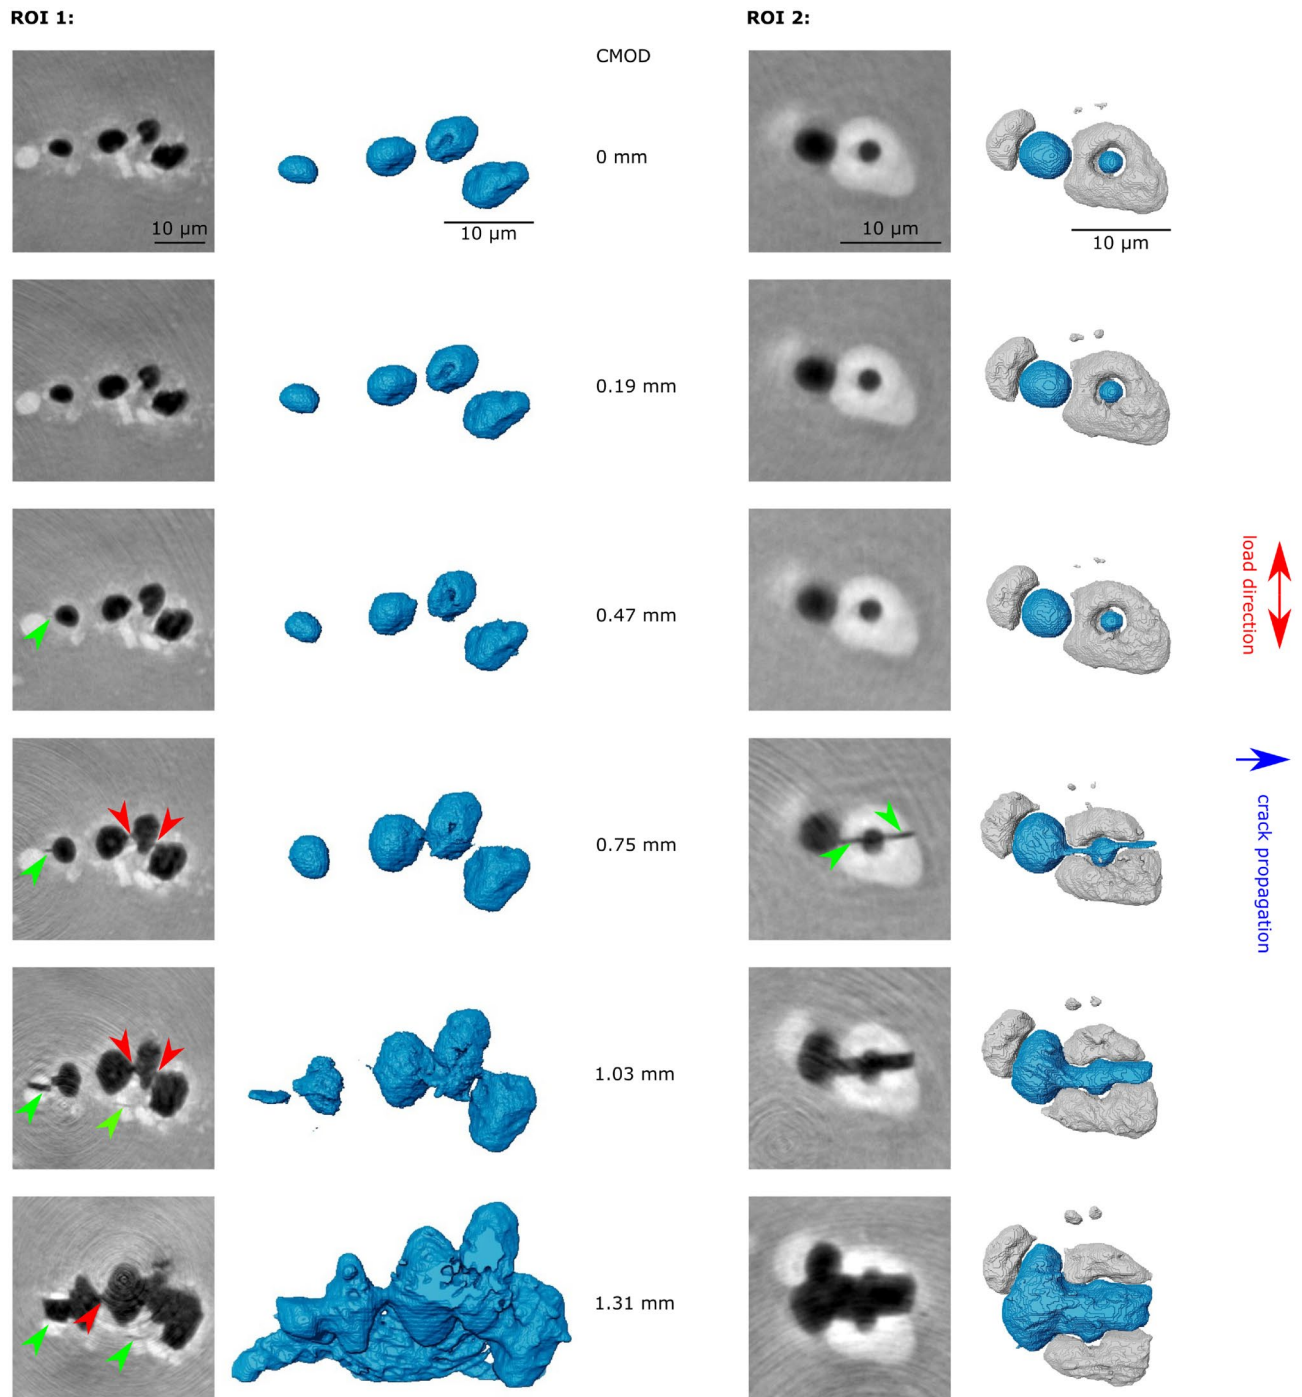 ROI 1:
ROI 2:
CMOD
0 mm
10 µm
10 µm
10 µm
10 µm
0.19 mm
0.47 mm
load direction
0.75 mm
crack propagation
1.03 mm
1.31 mm